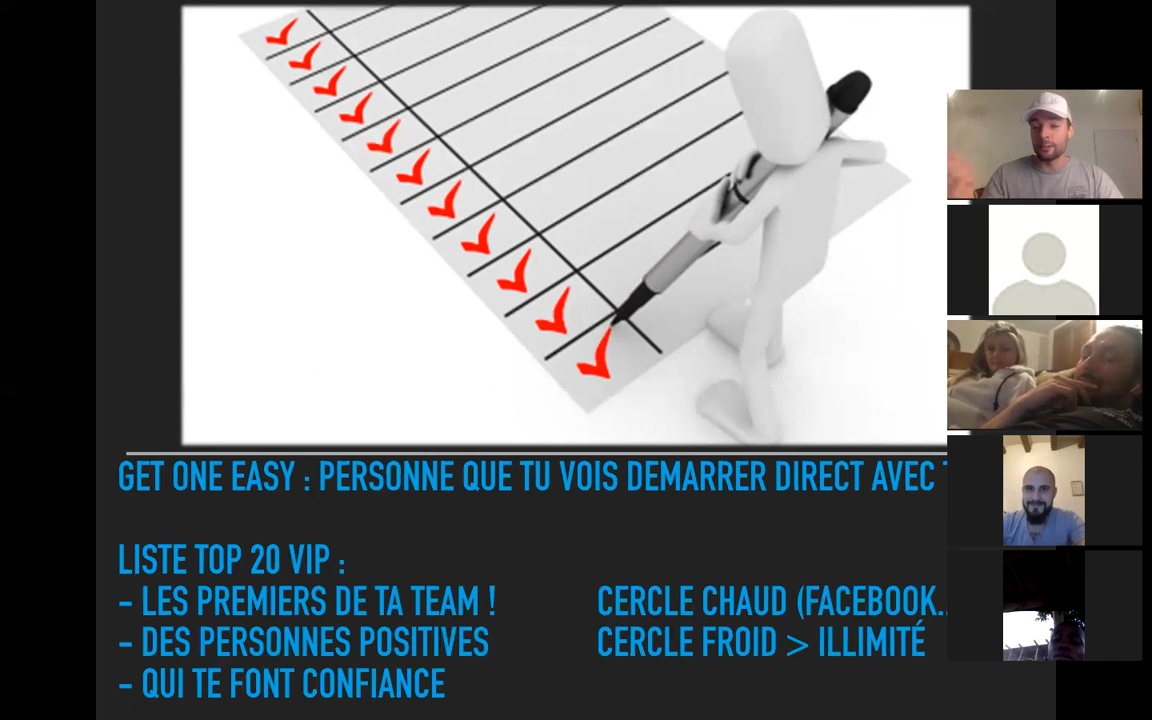 GET ONE EASY : PERSONNE QUE TU VOIS DEMARRER DIRECT AVEC
LISTE TOP 20 VIP :
- LES PREMIERS DE TA TEAM !
- DES PERSONNES POSITIVES
- QUI TE FONT CONFIANCE
CERCLE CHAUD (FACEBOOK..
CERCLE FROID > ILLIMITÉ